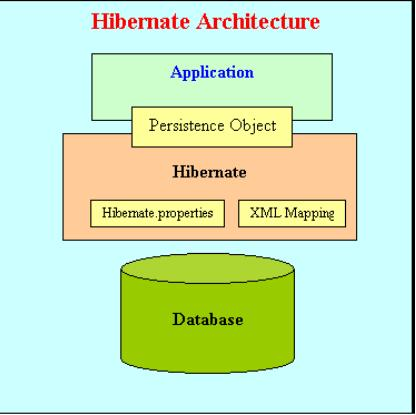 Hibernate Architecture
Application
Persistence Object
Hibernate
Hibernate.properties
XML Mapping
Database